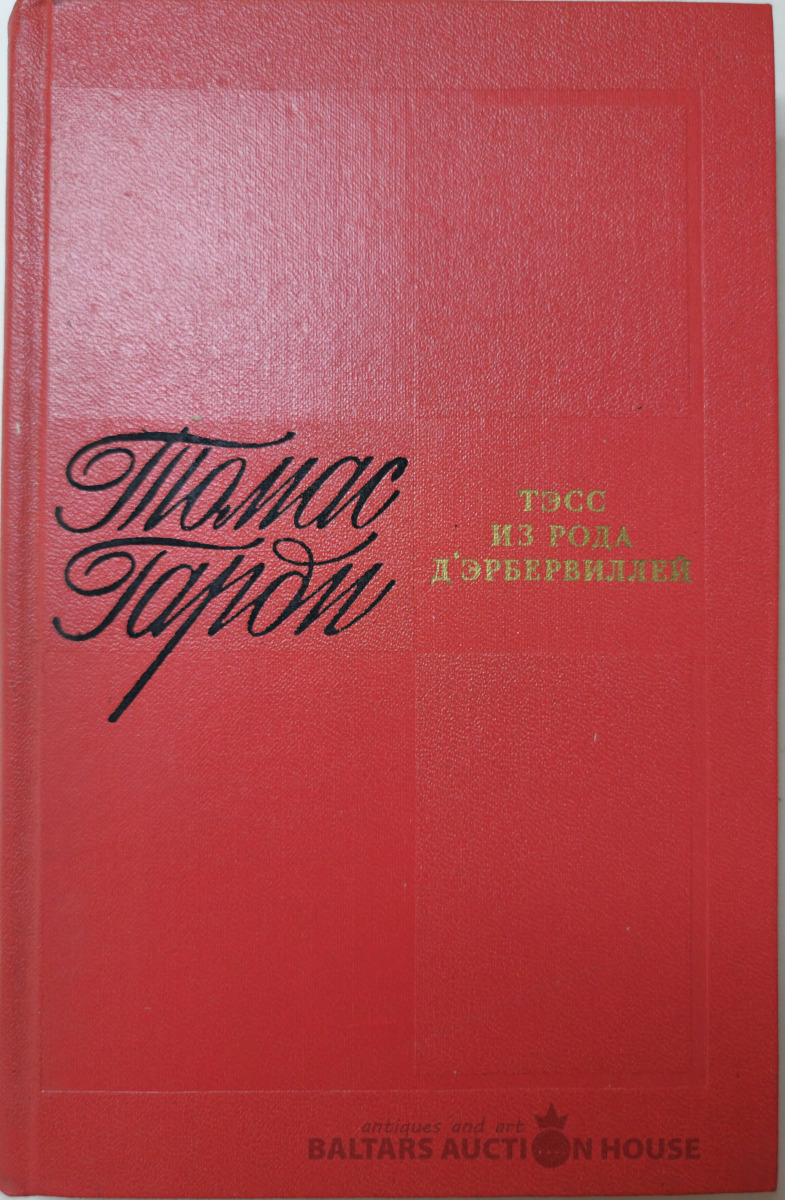 Томас
Гарди
ТЭСС
ИЗ РОДА
Д'ЭРБЕРВИЛЛЕЙ
antiques and art
BALTARS AUCTION HOUSE